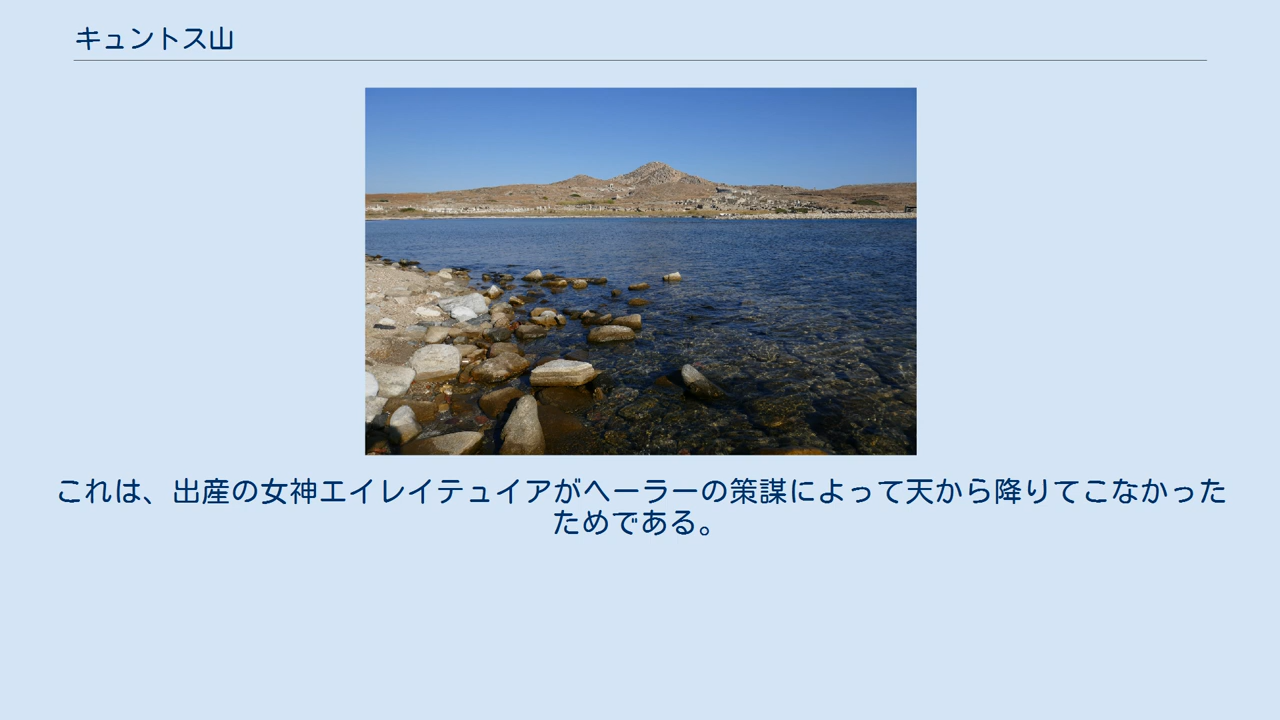 キュントス山
これは、出産の女神エイレイテュイアがヘーラーの策謀によって天から降りてこなかった
ためである。